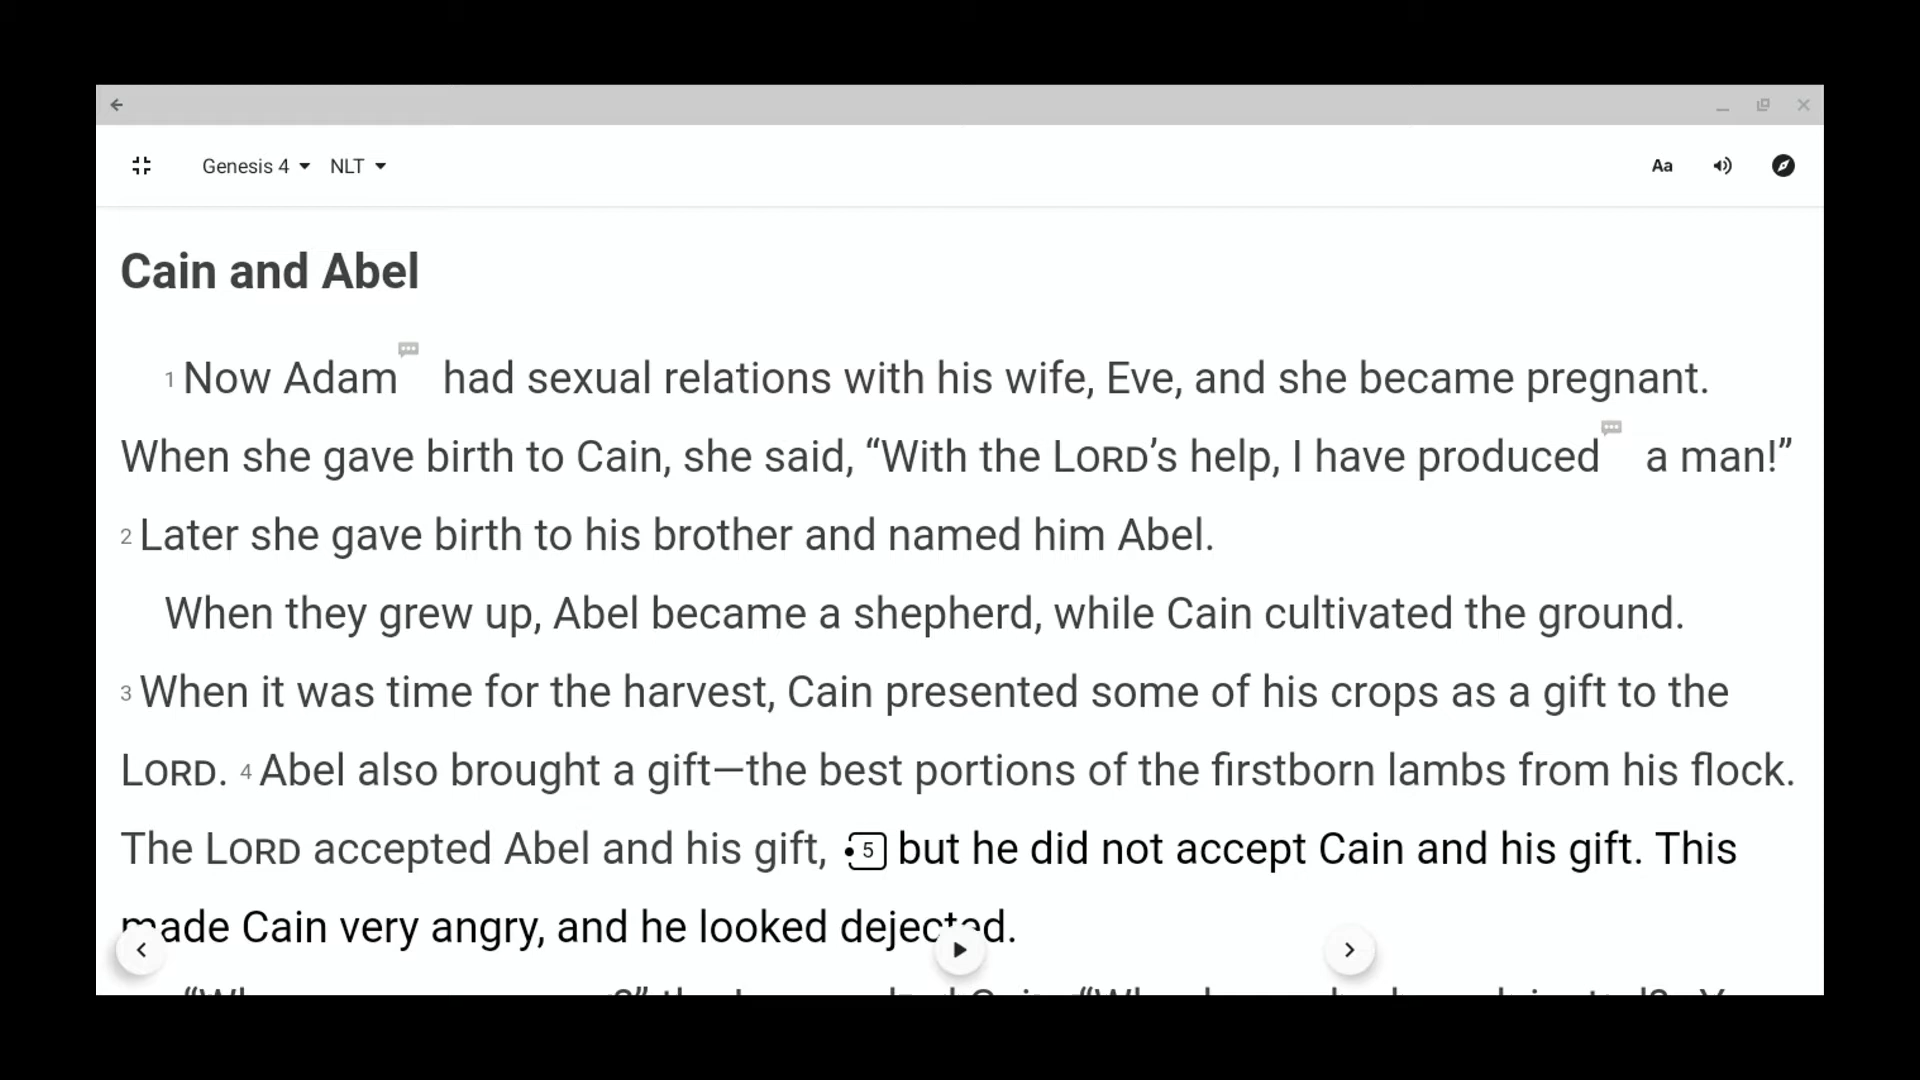 Genesis 4 NLT Aa
Cain and Abel
1 Now Adam had sexual relations with his wife, Eve, and she became pregnant.
When she gave birth to Cain, she said, “With the LORD’s help, I have produced a man!”
2 Later she gave birth to his brother and named him Abel.
When they grew up, Abel became a shepherd, while Cain cultivated the ground.
3 When it was time for the harvest, Cain presented some of his crops as a gift to the
LORD. 4 Abel also brought a gift—the best portions of the firstborn lambs from his flock.
The LORD accepted Abel and his gift, 5 but he did not accept Cain and his gift. This
made Cain very angry, and he looked dejected.